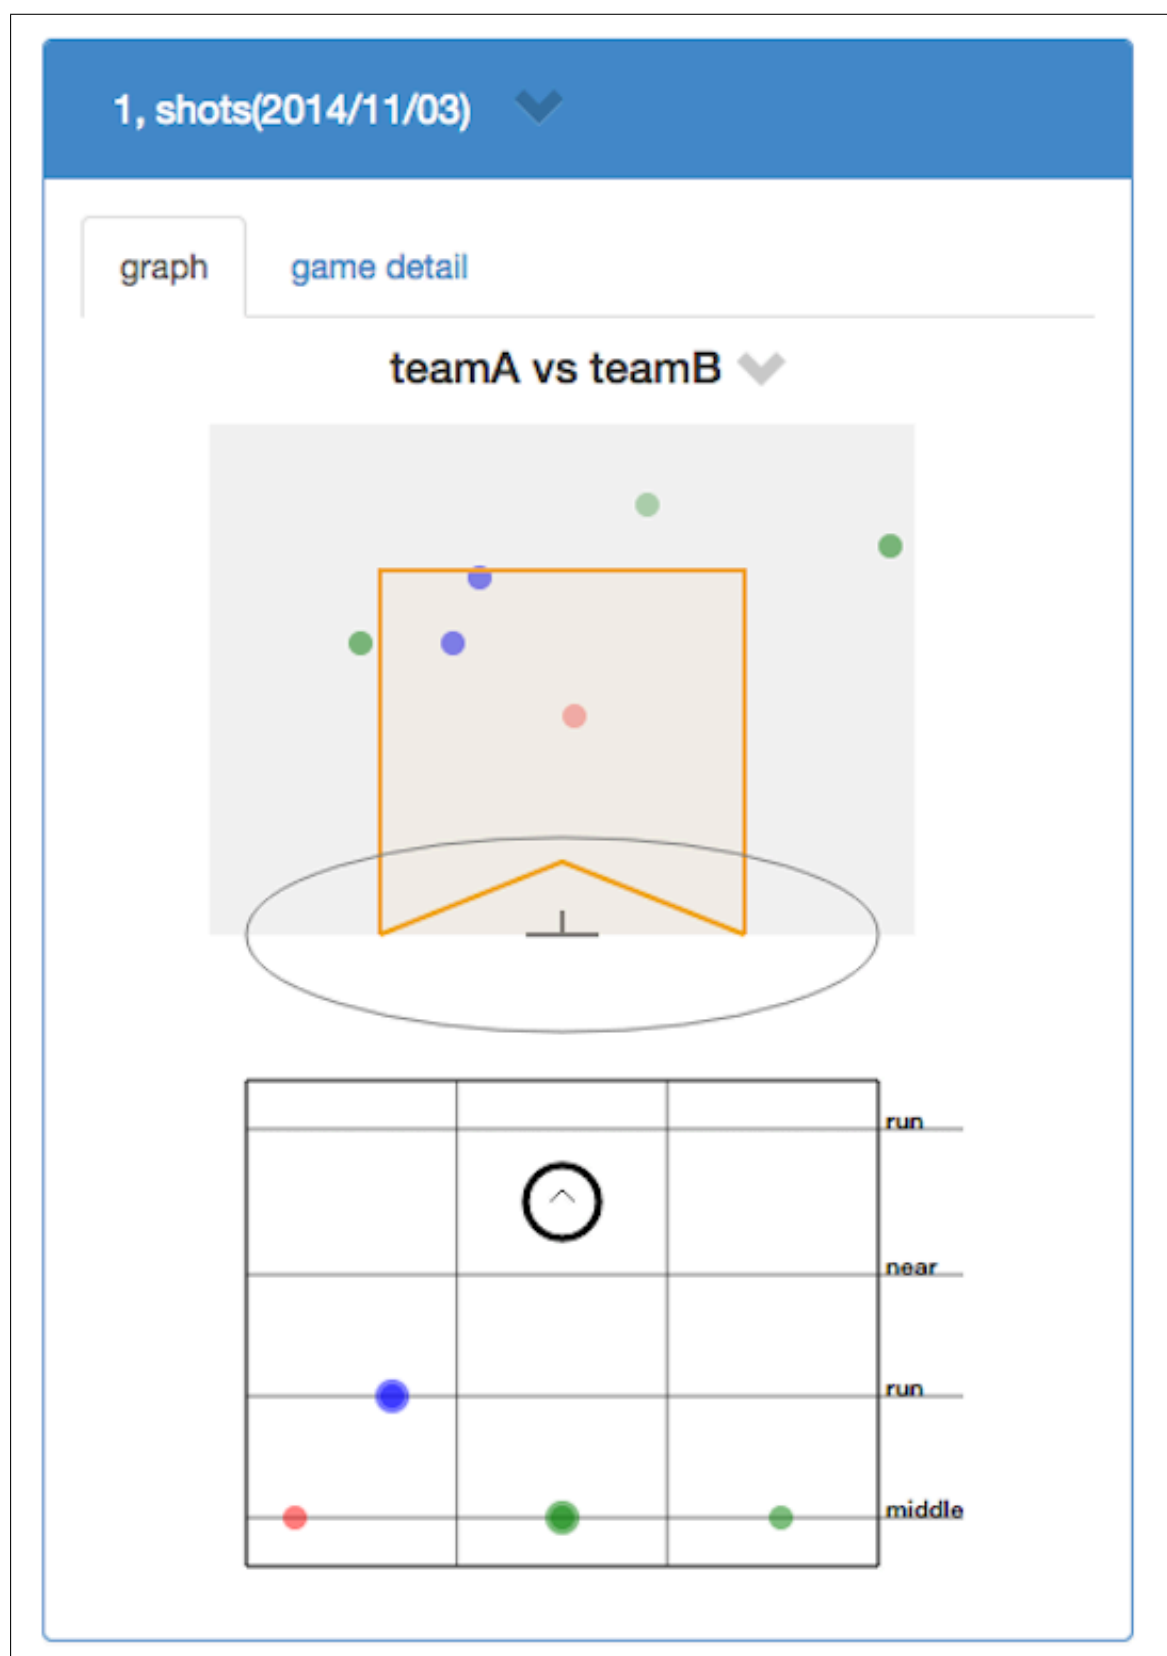 1, shots(2014/11/03)
graph
game detail
teamA vs teamB
run
near
run
middle